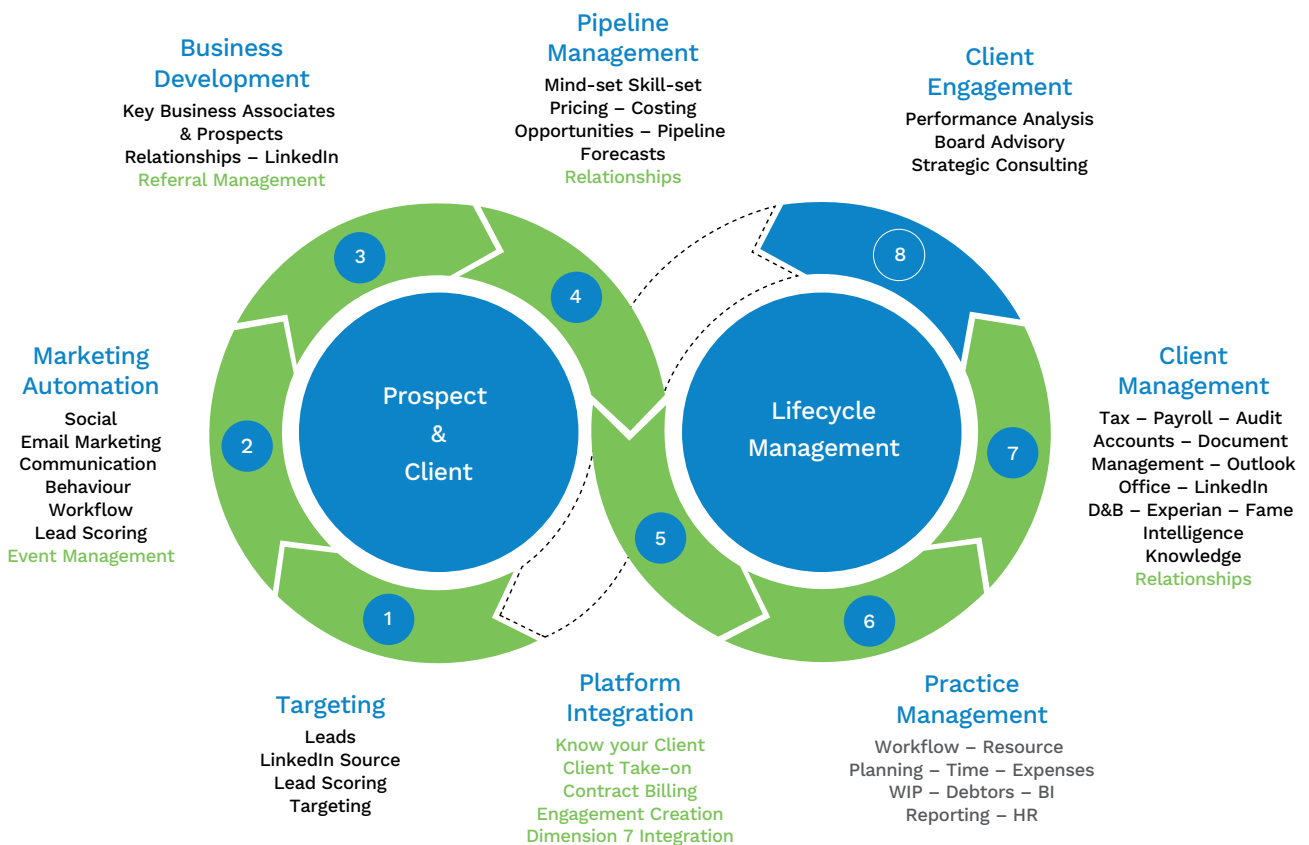 Business
Development
Key Business Associates
& Prospects
Relationships – LinkedIn
Referral Management
Pipeline
Management
Mind-set Skill-set
Pricing – Costing
Opportunities – Pipeline
Forecasts
Relationships
Client
Engagement
Performance Analysis
Board Advisory
Strategic Consulting
3
4
8
Marketing
Automation
Social
Email Marketing
Communication
Behaviour
Workflow
Lead Scoring
Event Management
2
Prospect
&
Client
Lifecycle
Management
7
Client
Management
Tax – Payroll – Audit
Accounts – Document
Management – Outlook
Office – LinkedIn
D&B – Experian – Fame
Intelligence
Knowledge
Relationships
5
1
6
Targeting
Leads
LinkedIn Source
Lead Scoring
Targeting
Platform
Integration
Know your Client
Client Take-on
Contract Billing
Engagement Creation
Dimension 7 Integration
Practice
Management
Workflow – Resource
Planning – Time – Expenses
WIP – Debtors – BI
Reporting – HR